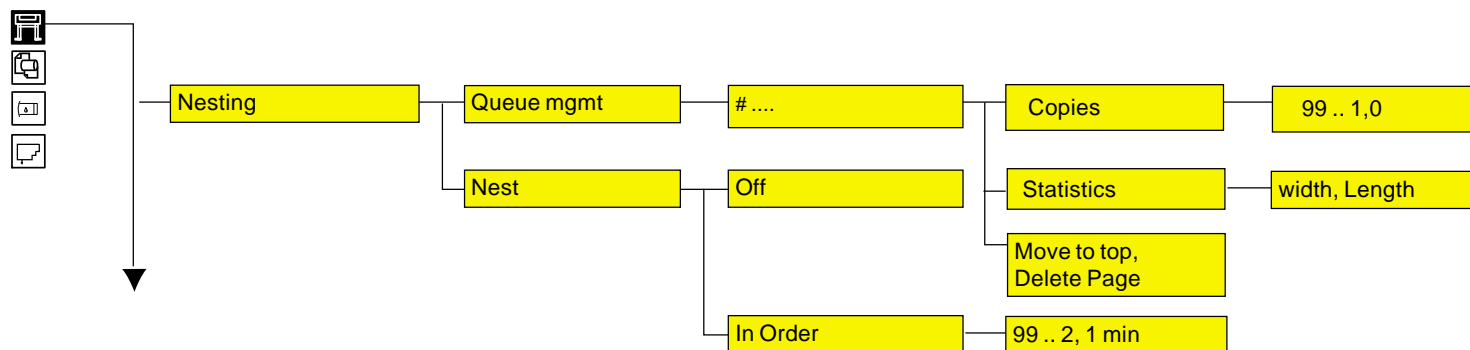 Nesting
Queue mgmt
# ....
Copies
99 .. 1,0
Nest
Off
Statistics
width, Length
Move to top,
Delete Page
In Order
99 .. 2, 1 min